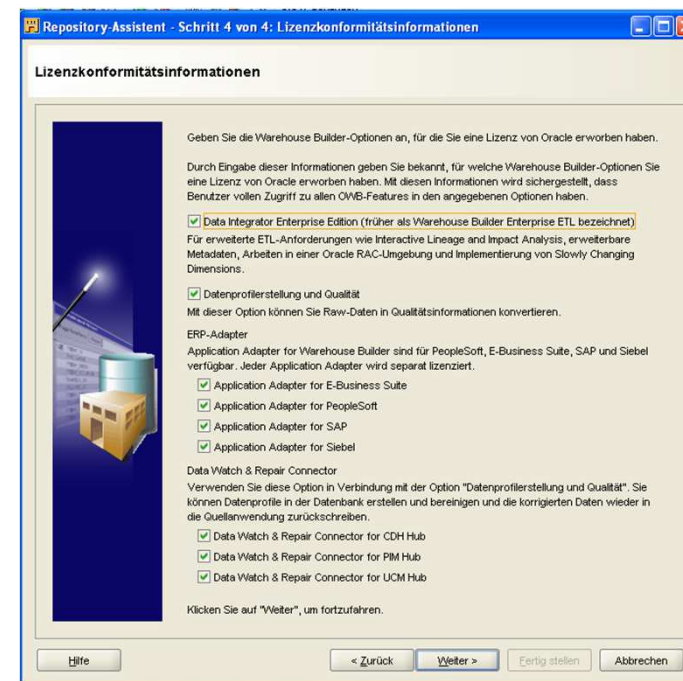 Repository-Assistent - Schritt 4 von 4: Lizenzkonformitätsinformationen
Lizenzkonformitätsinformationen
Geben Sie die Warehouse Builder-Optionen an, für die Sie eine Lizenz von Oracle erworben haben.
Durch Eingabe dieser Informationen geben Sie bekannt, für welche Warehouse Builder-Optionen Sie
eine Lizenz von Oracle erworben haben. Mit diesen Informationen wird sichergestellt, dass
Benutzer vollen Zugriff zu allen OWB-Features in den angegebenen Optionen haben.
Data Integrator Enterprise Edition (früher als Warehouse Builder Enterprise ETL bezeichnet)
Für erweiterte ETL-Anforderungen wie Interactive Lineage and Impact Analysis, erweiterbare
Metadaten, Arbeiten in einer Oracle RAC-Umgebung und Implementierung von Slowly Changing
Dimensions.
Datenprofilerstellung und Qualität
Mit dieser Option können Sie Raw-Daten in Qualitätsinformationen konvertieren.
ERP-Adapter
Application Adapter for Warehouse Builder sind für PeopleSoft, E-Business Suite, SAP und Siebel
verfügbar. Jeder Application Adapter wird separat lizenziert.
Application Adapter for E-Business Suite
Application Adapter for PeopleSoft
Application Adapter for SAP
Application Adapter for Siebel
Data Watch & Repair Connector
Verwenden Sie diese Option in Verbindung mit der Option "Datenprofilerstellung und Qualität". Sie
können Datenprofile in der Datenbank erstellen und bereinigen und die korrigierten Daten wieder in
die Quellanwendung zurückschreiben.
Data Watch & Repair Connector for CDH Hub
Data Watch & Repair Connector for PIM Hub
Data Watch & Repair Connector for UCM Hub
Klicken Sie auf "Weiter", um fortzufahren.
Hilfe
< Zurück
Weiter >
Fertig stellen
Abbrechen